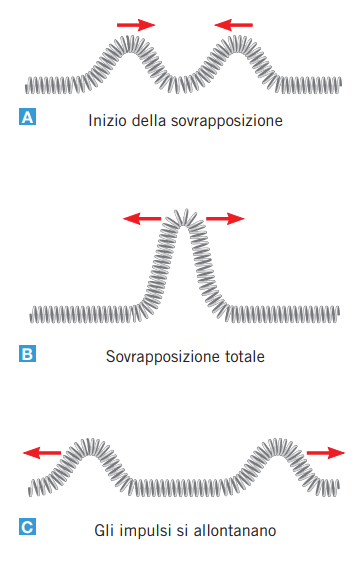 A
Inizio della sovrapposizione
B
Sovrapposizione totale
C
Gli impulsi si allontanano